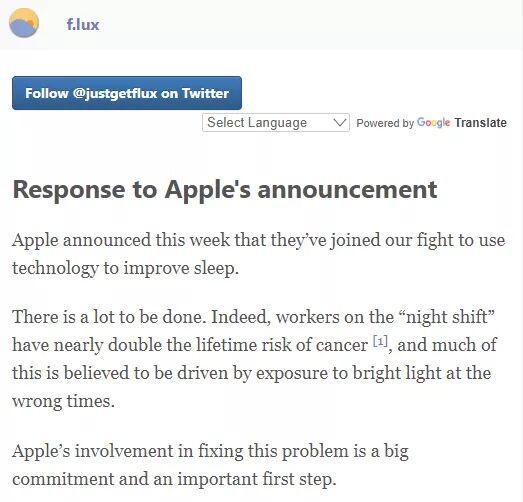 f.lux
Follow @justgetflux on Twitter
Select Language Powered by Google Translate
Response to Apple's announcement
Apple announced this week that they’ve joined our fight to use
technology to improve sleep.
There is a lot to be done. Indeed, workers on the “night shift”
have nearly double the lifetime risk of cancer [1], and much of
this is believed to be driven by exposure to bright light at the
wrong times.
Apple’s involvement in fixing this problem is a big
commitment and an important first step.